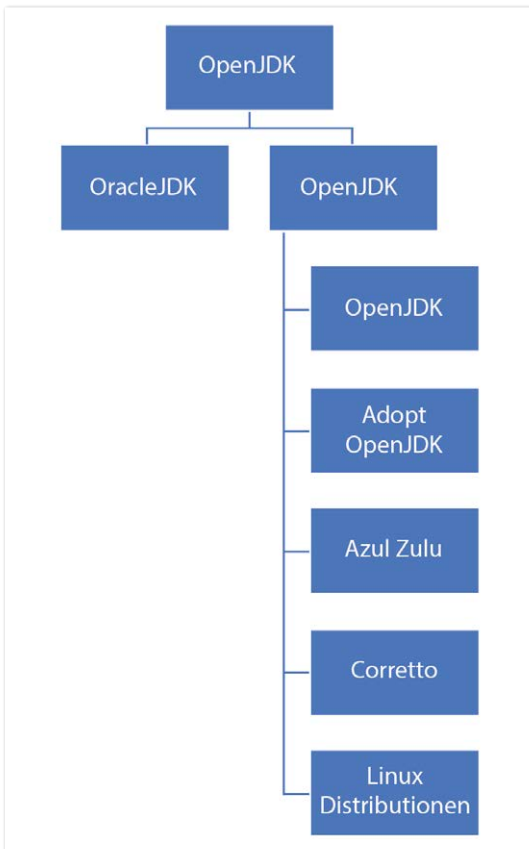 OpenJDK
OracleJDK
OpenJDK
OpenJDK
Adopt
OpenJDK
Azul Zulu
Corretto
Linux
Distributionen